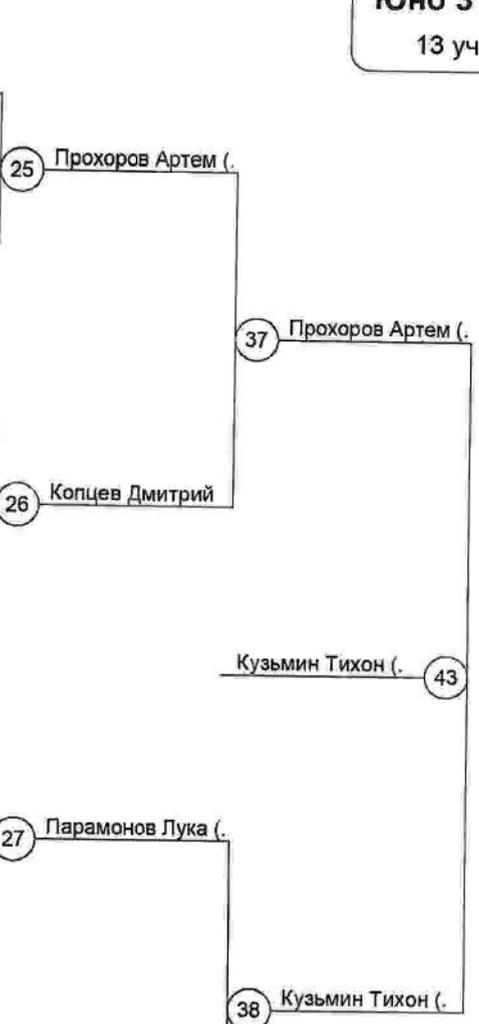 13 уч
25 Прохоров Артем (.
37 Прохоров Артем (.
26 Копцев Дмитрий
Кузьмин Тихон (. 43
27 Парамонов Лука (.
38 Кузьмин Тихон (.